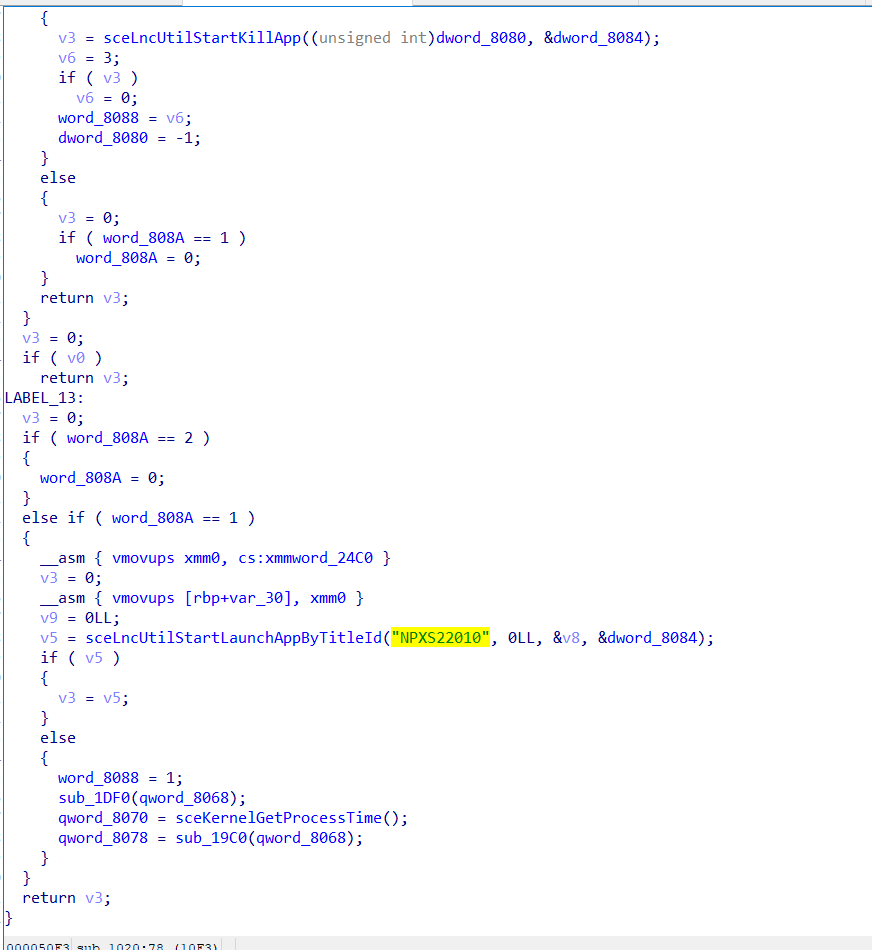 {
v3 = sceLncUtilStartKillApp((unsigned int)dword_8080, &dword_8084);
v6 = 3;
if ( v3 )
v6 = 0;
word_8088 = v6;
dword_8080 = -1;
}
else
{
v3 = 0;
if ( word_808A == 1 )
word_808A = 0;
}
return v3;
}
v3 = 0;
if ( v0 )
return v3;
LABEL_13:
v3 = 0;
if ( word_808A == 2 )
{
word_808A = 0;
}
else if ( word_808A == 1 )
{
__asm { vmovups xmm0, cs:xmmword_24C0 }
v3 = 0;
__asm { vmovups [rbp+var_30], xmm0 }
v9 = 0LL;
v5 = sceLncUtilStartLaunchAppByTitleId("NPXS22010", 0LL, &v8, &dword_8084);
if ( v5 )
{
v3 = v5;
}
else
{
word_8088 = 1;
sub_1DF0(qword_8068);
qword_8070 = sceKernelGetProcessTime();
qword_8078 = sub_19C0(qword_8068);
}
}
return v3;
}
000050F3 sub_1020:78 (10F3)